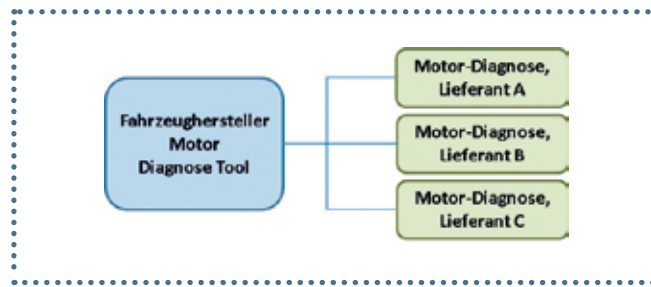 Fahrzeughersteller
Motor
Diagnose Tool
Motor-Diagnose,
Lieferant A
Motor-Diagnose,
Lieferant B
Motor-Diagnose,
Lieferant C